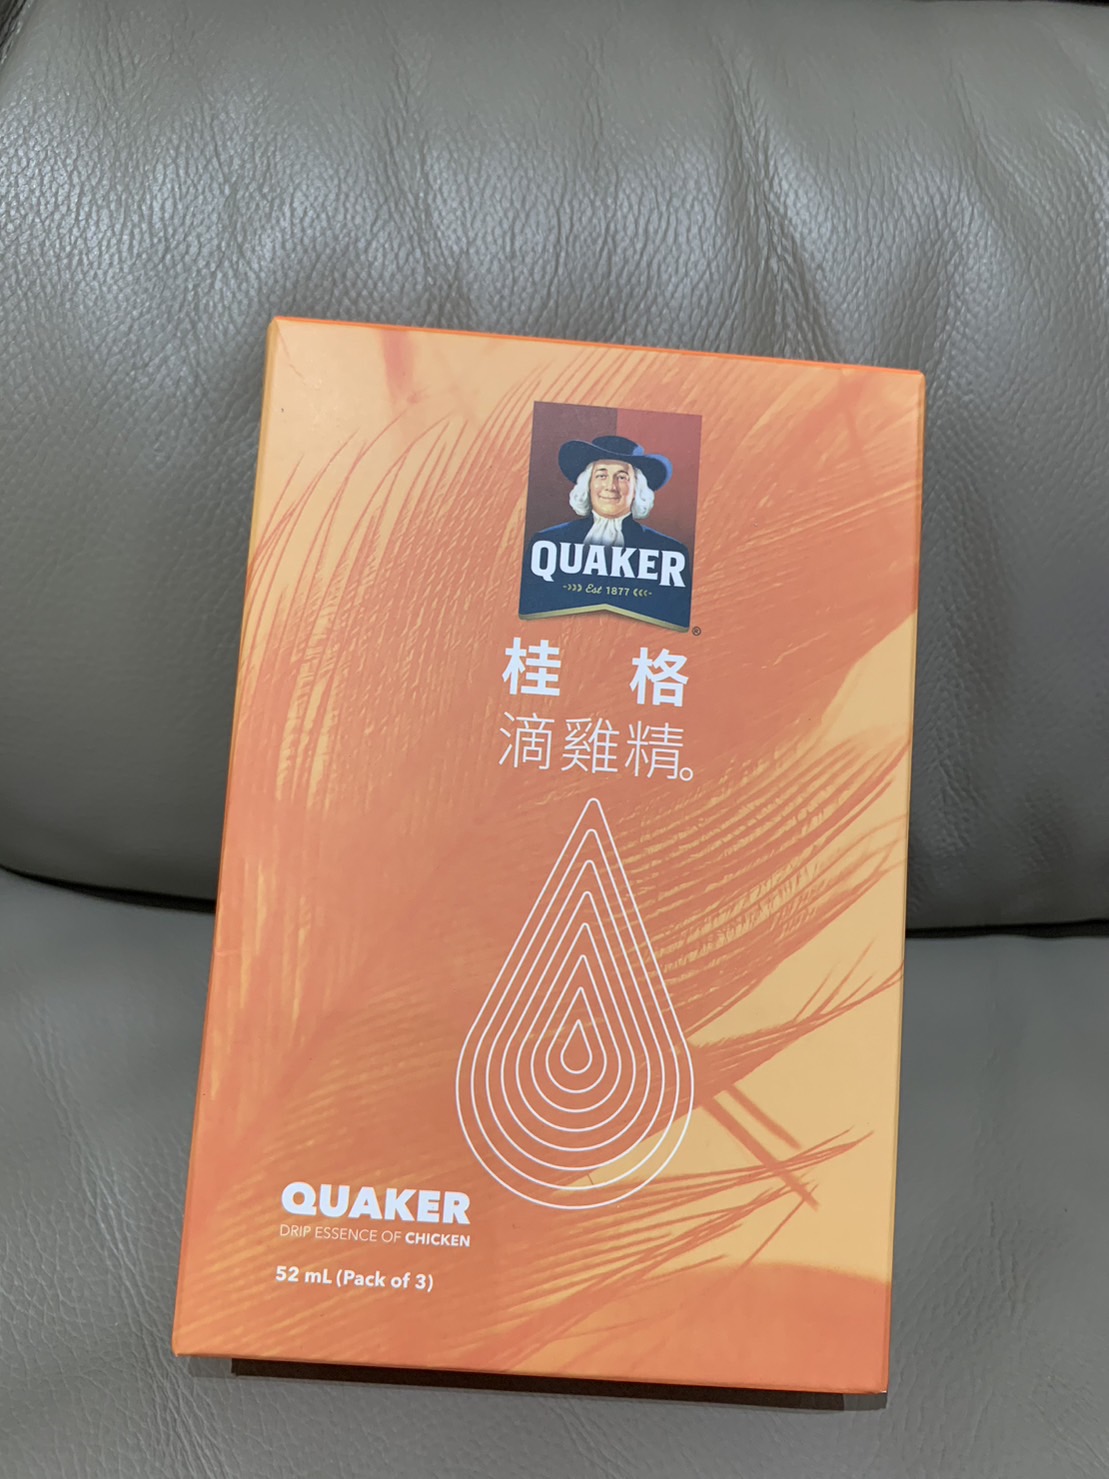 QUAKER
Est 1877
®
桂格
滴雞精。
QUAKER
DRIP ESSENCE OF CHICKEN
52 mL (Pack of 3)